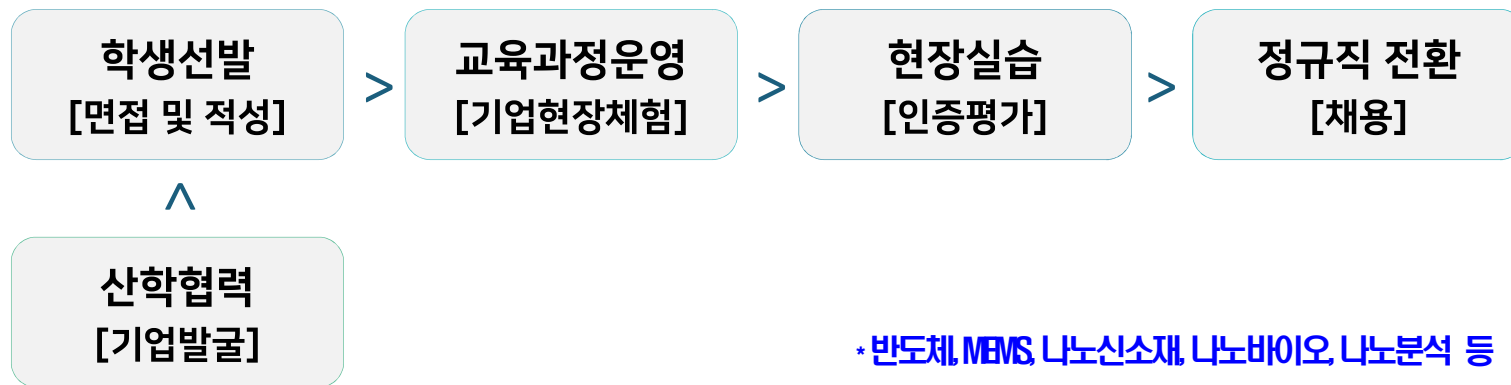 학생선발
[면접 및 적성]
>
교육과정운영
[기업현장체험]
>
현장실습
[인증평가]
>
정규직 전환
[채용]
^
산학협력
[기업발굴]
* 반도체, MEMS, 나노신소재, 나노바이오, 나노분석 등